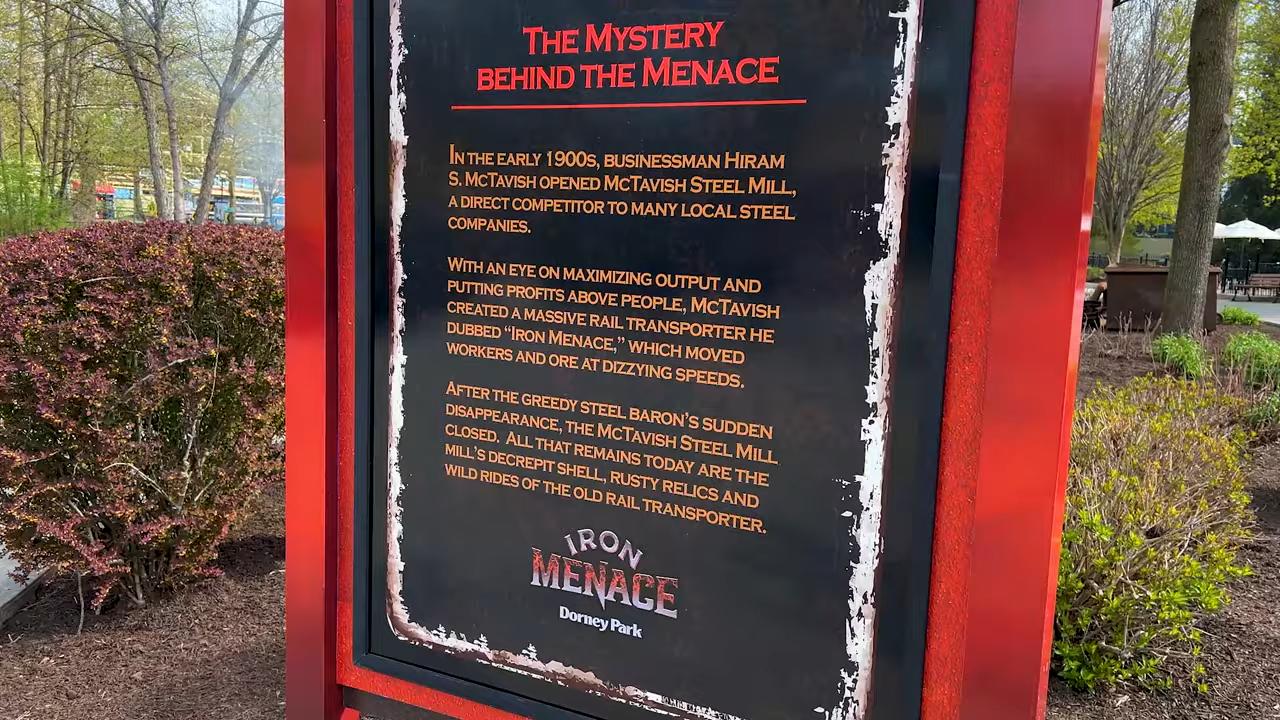 THE MYSTERY
BEHIND THE MENACE
IN THE EARLY 1900S, BUSINESSMAN HIRAM
S. MCTAVISH OPENED MCTAVISH STEEL MILL,
A DIRECT COMPETITOR TO MANY LOCAL STEEL
COMPANIES.
WITH AN EYE ON MAXIMIZING OUTPUT AND
PUTTING PROFITS ABOVE PEOPLE, MCTAVISH
CREATED A MASSIVE RAIL TRANSPORTER HE
DUBBED “IRON MENACE,” WHICH MOVED
WORKERS AND ORE AT DIZZYING SPEEDS.
AFTER THE GREEDY STEEL BARON’S SUDDEN
DISAPPEARANCE, THE MCTAVISH STEEL MILL
CLOSED. ALL THAT REMAINS TODAY ARE THE
MILL’S DECREPIT SHELL, RUSTY RELICS AND
WILD RIDES OF THE OLD RAIL TRANSPORTER.
IRON
MENACE
Dorney Park